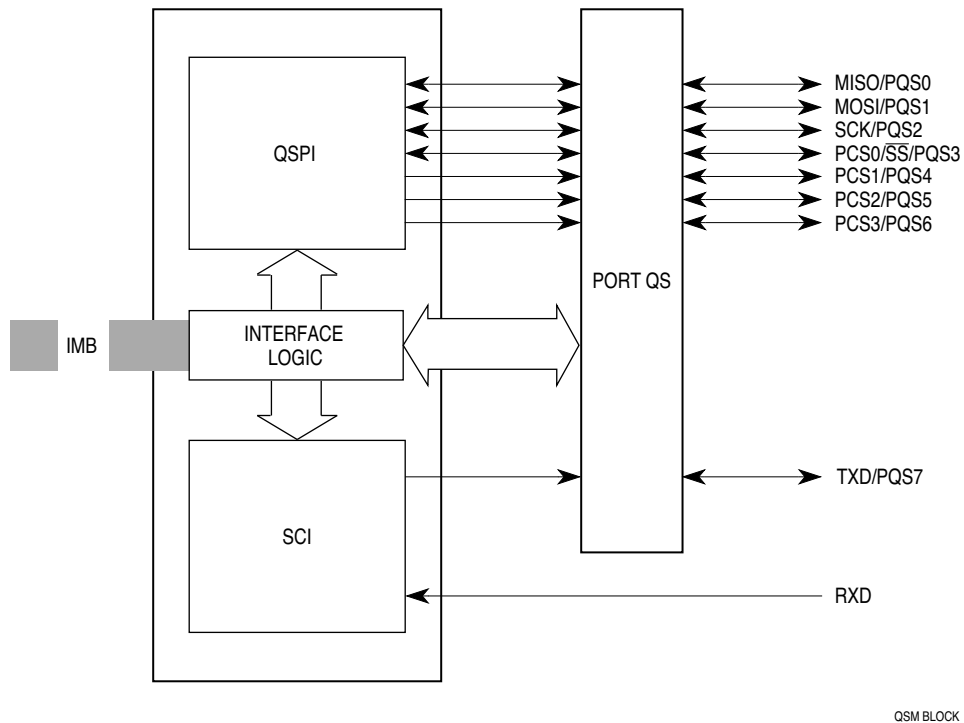 MISO/PQS0
MOSI/PQS1
SCK/PQS2
QSPI
PCS0/S̅S̅/PQS3
PCS1/PQS4
PCS2/PQS5
PCS3/PQS6
PORT QS
IMB
INTERFACE
LOGIC
TXD/PQS7
SCI
RXD
QSM BLOCK